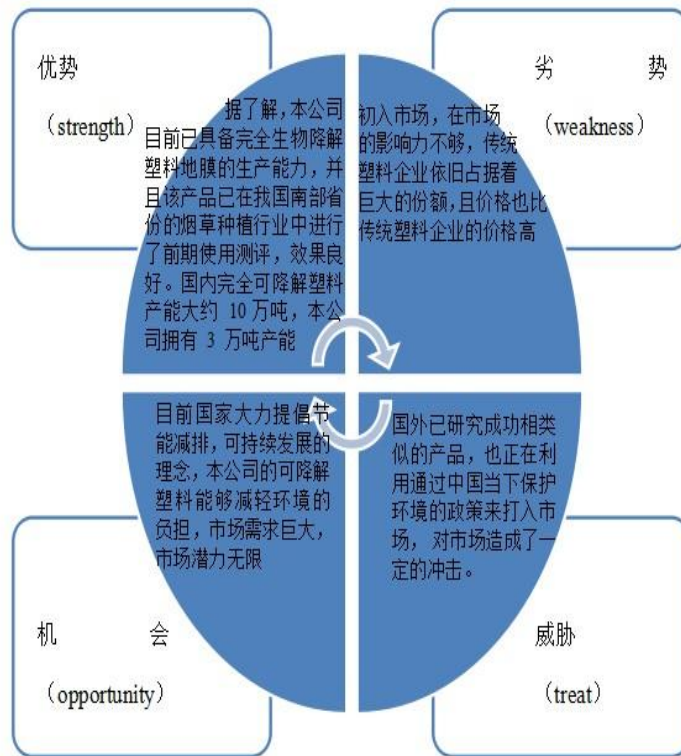 优势
（strength）
据了解，本公司
目前已具备完全生物降解
塑料地膜的生产能力，并
且该产品已在我国南部省
份的烟草种植行业中进行
了前期使用测评，效果良
好。国内完全可降解塑料
产能大约 10 万吨，本公
司拥有 3 万吨产能
劣 势
（weakness）
初入市场，在市场
的影响力不够，传统
塑料企业依旧占据着
巨大的份额，且价格也比
传统塑料企业的价格高
目前国家大力提倡节
能减排，可持续发展的
理念，本公司的可降解
塑料能够减轻环境的
负担，市场需求巨大，
市场潜力无限
机 会
（opportunity）
国外已研究成功相类
似的产品，也正在利
用通过中国当下保护
环境的政策来打入市
场， 对市场造成了一
定的冲击。
威胁
（treat）